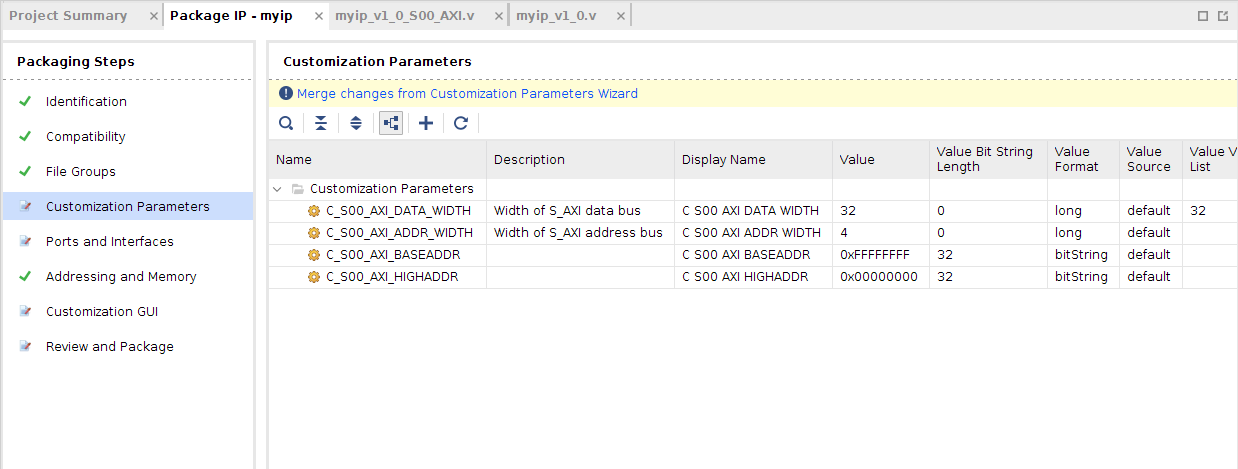 Project Summary
Package IP - myip
myip_v1_0_S00_AXI.v
myip_v1_0.v
Packaging Steps
Identification
Compatibility
File Groups
Customization Parameters
Ports and Interfaces
Addressing and Memory
Customization GUI
Review and Package
Customization Parameters
Merge changes from Customization Parameters Wizard
Name Description Display Name Value Value Bit String Length Value Format Value Source Value V List
Customization Parameters
C_S00_AXI_DATA_WIDTH Width of S_AXI data bus C S00 AXI DATA WIDTH 32 0 long default 32
C_S00_AXI_ADDR_WIDTH Width of S_AXI address bus C S00 AXI ADDR WIDTH 4 0 long default
C_S00_AXI_BASEADDR C S00 AXI BASEADDR 0xFFFFFFFF 32 bitString default
C_S00_AXI_HIGHADDR C S00 AXI HIGHADDR 0x00000000 32 bitString default